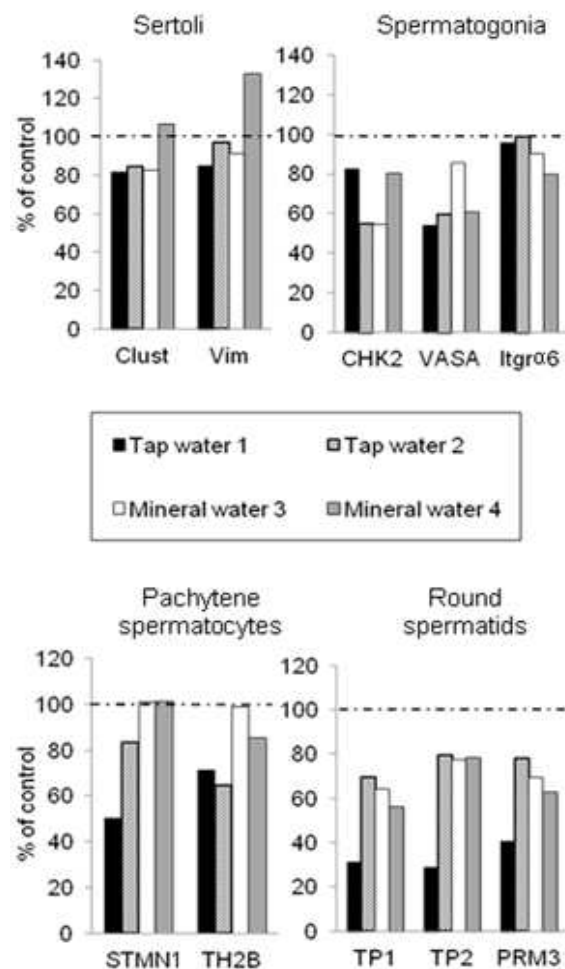 Sertoli
Spermatogonia
% of control
140
120
100
80
60
40
20
0
Clust Vim
140
120
100
80
60
40
20
0
CHK2 VASA Itgrα6
Tap water 1 Tap water 2
Mineral water 3 Mineral water 4
Pachytene
spermatocytes
Round
spermatids
% of control
120
100
80
60
40
20
0
STMN1 TH2B
120
100
80
60
40
20
0
TP1 TP2 PRM3